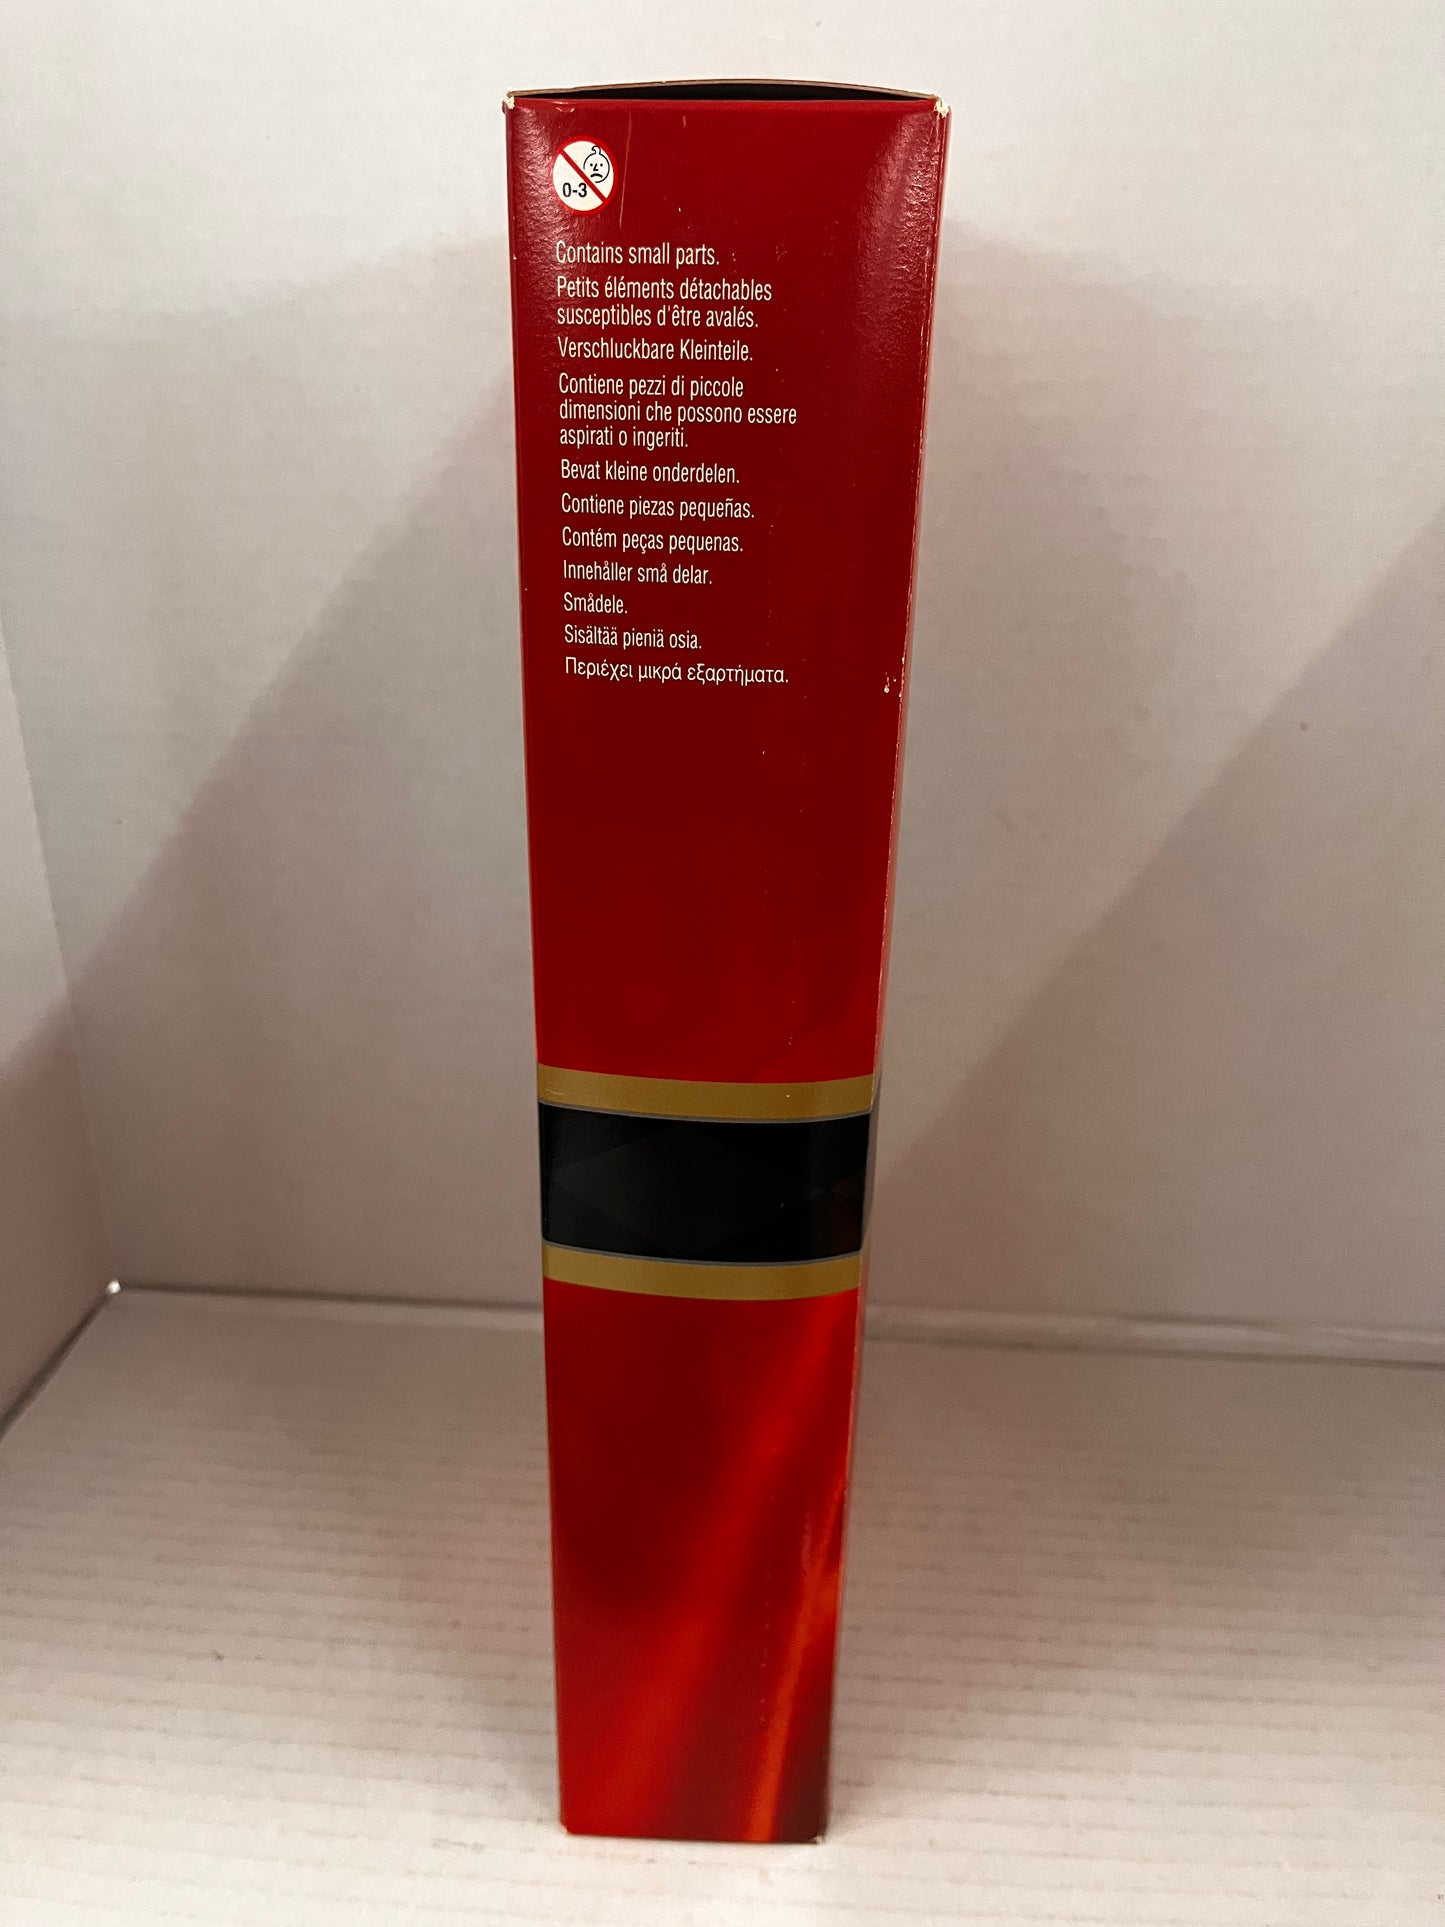 0-3
Contains small parts.
Petits éléments détachables
susceptibles d'être avalés.
Verschluckbare Kleinteile.
Contiene pezzi di piccole
dimensioni che possono essere
aspirati o ingeriti.
Bevat kleine onderdelen.
Contiene piezas pequeñas.
Contém peças pequenas.
Innehåller små delar.
Smådele.
Sisältää pieniä osia.
Περιέχει μικρά εξαρτήματα.